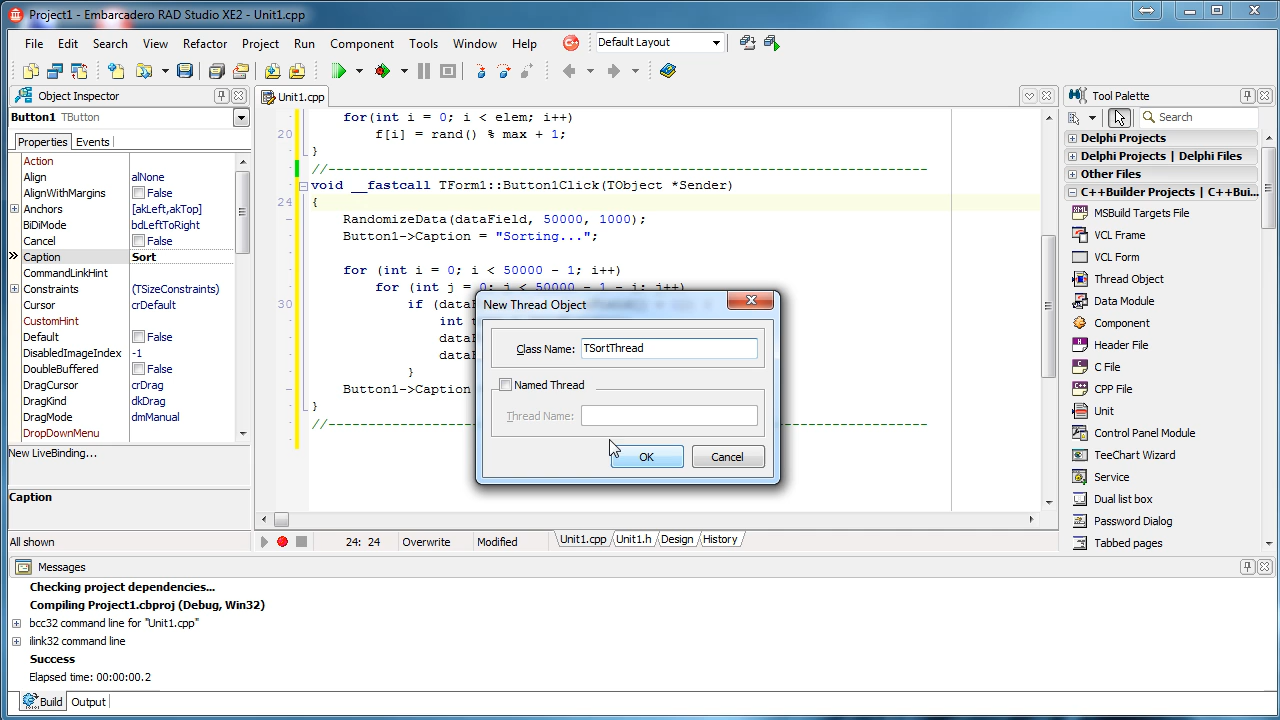 Project1 - Embarcadero RAD Studio XE2 - Unit1.cpp
File Edit Search View Refactor Project Run Component Tools Window Help Default Layout
Object Inspector
Button1 TButton
Properties Events
Action
Align alNone
AlignWithMargins False
Anchors [akLeft,akTop]
BiDiMode bdLeftToRight
Cancel False
Caption Sort
CommandLinkHint
Constraints (TSizeConstraints)
Cursor crDefault
CustomHint
Default False
DisabledImageIndex -1
DoubleBuffered False
DragCursor crDrag
DragKind dkDrag
DragMode dmManual
DropDownMenu
New LiveBinding...
Caption
All shown
Unit1.cpp
for(int i = 0; i < elem; i++)
20 f[i] = rand() % max + 1;
}
//---------------------------------------------------------------------------
void __fastcall TForm1::Button1Click(TObject *Sender)
24 {
RandomizeData(dataField, 50000, 1000);
Button1->Caption = "Sorting...";
for (int i = 0; i < 50000 - 1; i++)
for (int j = 0; j < 50000 - 1 - i; j++)
30 if
int
}
Button1->Caption
}
//---------------------------------------------------------------------------
New Thread Object
Class Name: TSortThread
Named Thread
Thread Name:
OK Cancel
24: 24 Overwrite Modified Unit1.cpp Unit1.h Design History
Tool Palette
Search
Delphi Projects
Delphi Projects | Delphi Files
Other Files
C++Builder Projects | C++Bui...
MSBuild Targets File
VCL Frame
VCL Form
Thread Object
Data Module
Component
Header File
C File
CPP File
Unit
Control Panel Module
TeeChart Wizard
Service
Dual list box
Password Dialog
Tabbed pages
Messages
Checking project dependencies...
Compiling Project1.cbproj (Debug, Win32)
bcc32 command line for "Unit1.cpp"
ilink32 command line
Success
Elapsed time: 00:00:00.2
Build Output